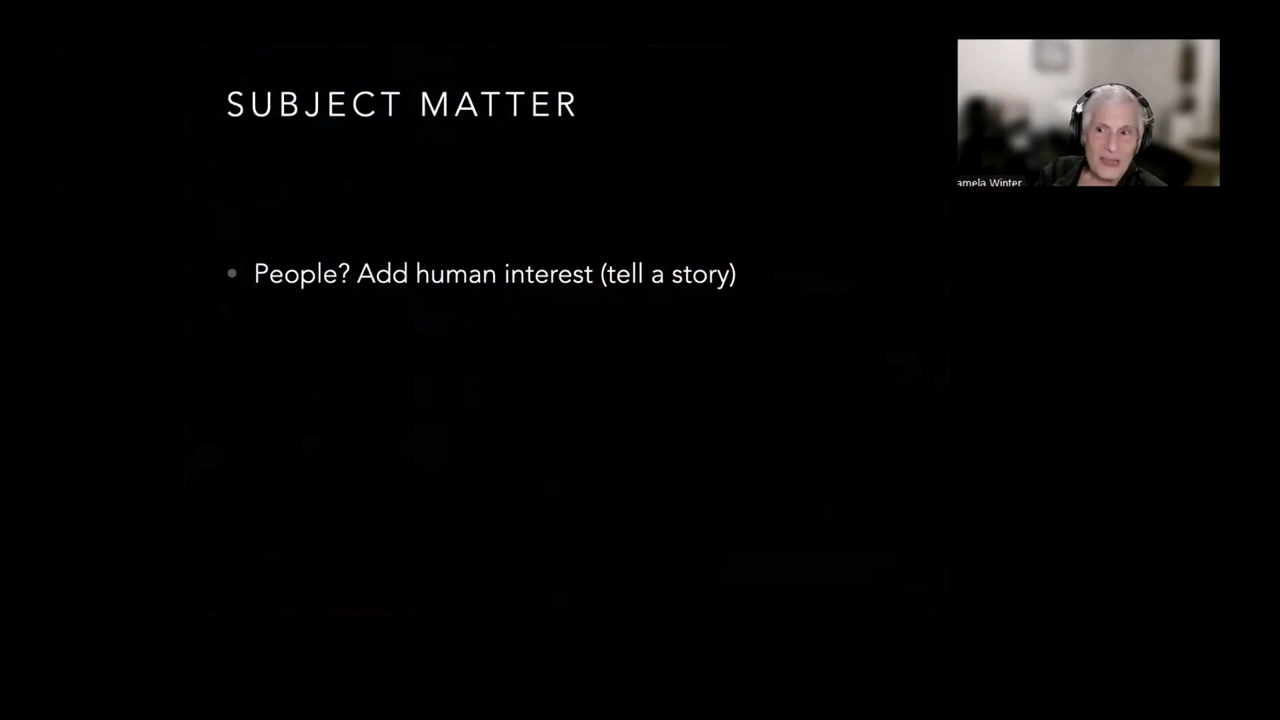 SUBJECT MATTER
amela Winter
• People? Add human interest (tell a story)